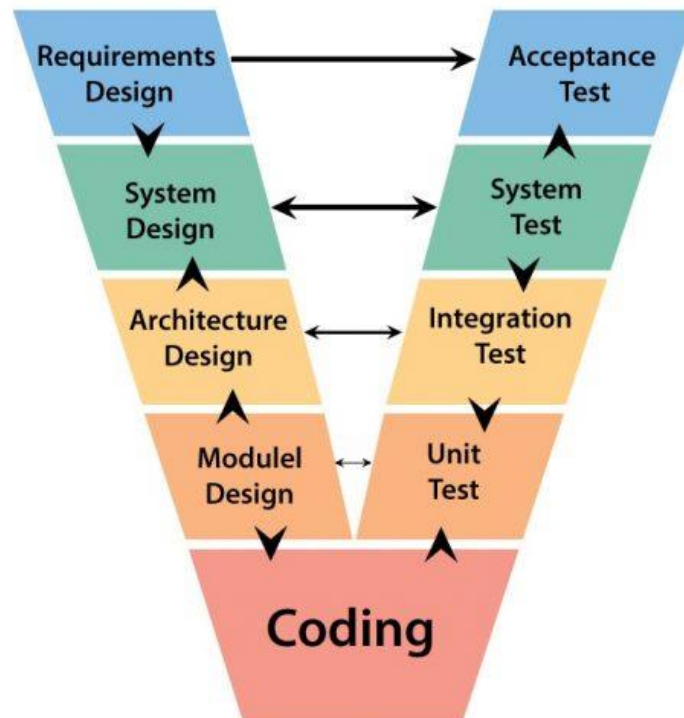 Requirements
Design
Acceptance
Test
System
Design
System
Test
Architecture
Design
Integration
Test
Modulel
Design
Unit
Test
Coding